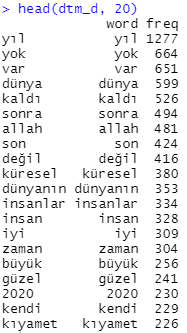 > head(dtm_d, 20)
word freq
yıl yıl 1277
yok yok 664
var var 651
dünya dünya 599
kaldı kaldı 526
sonra sonra 494
allah allah 481
son son 424
değil değil 416
küresel küresel 380
dünyanın dünyanın 353
insanlar insanlar 334
insan insan 328
iyi iyi 309
zaman zaman 304
büyük büyük 256
güzel güzel 241
2020 2020 230
kendi kendi 229
kıyamet kıyamet 226